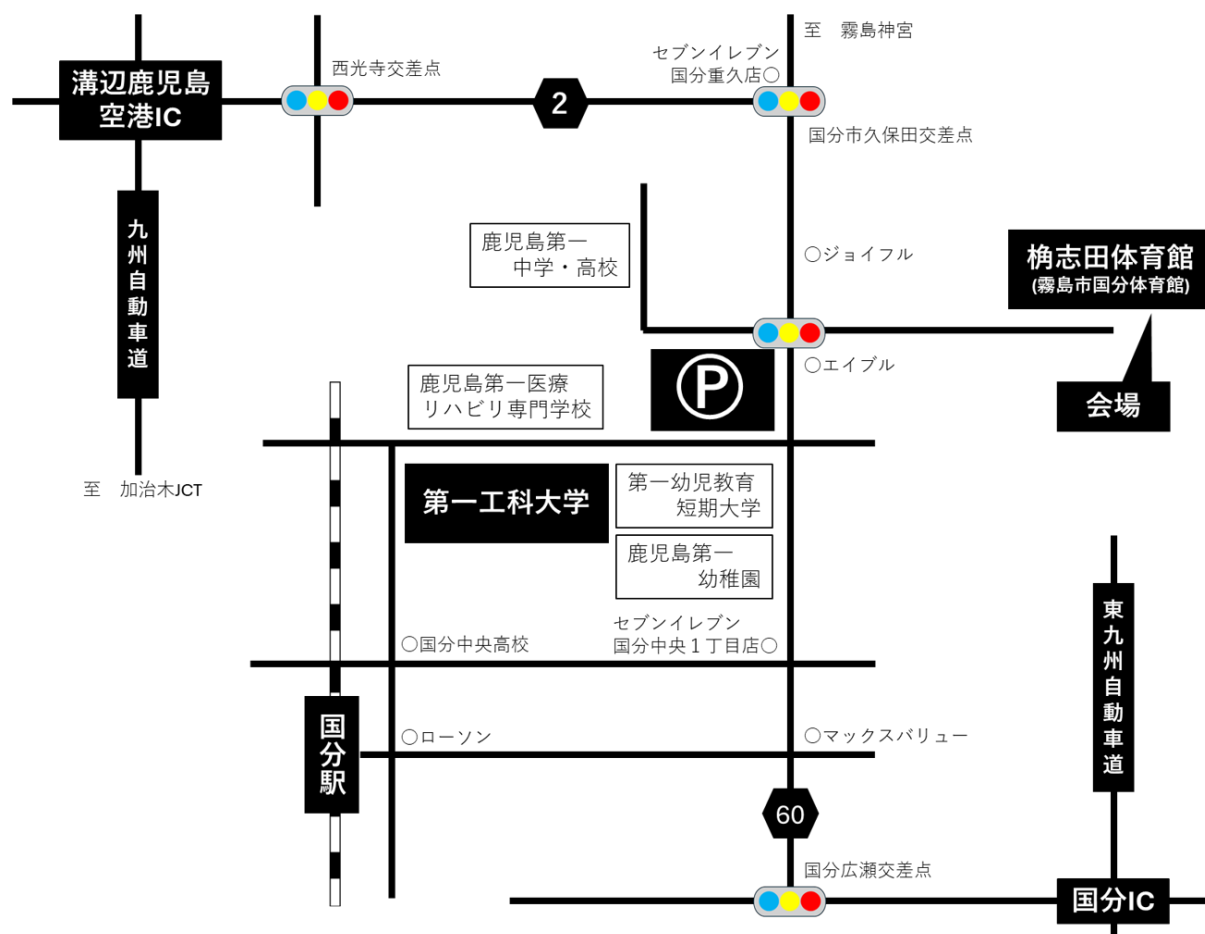 至　霧島神宮
セブンイレブン
国分重久店○
西光寺交差点
溝辺鹿児島
空港IC
2
国分市久保田交差点
九州自動車道
鹿児島第一
中学・高校
○ジョイフル
桷志田体育館
(霧島市国分体育館)
○エイブル
P
会場
鹿児島第一医療
リハビリ専門学校
至　加治木JCT
第一工科大学
第一幼児教育
短期大学
鹿児島第一
幼稚園
東九州自動車道
セブンイレブン
国分中央１丁目店○
○国分中央高校
国分駅
○ローソン
○マックスバリュー
60
国分広瀬交差点
国分IC